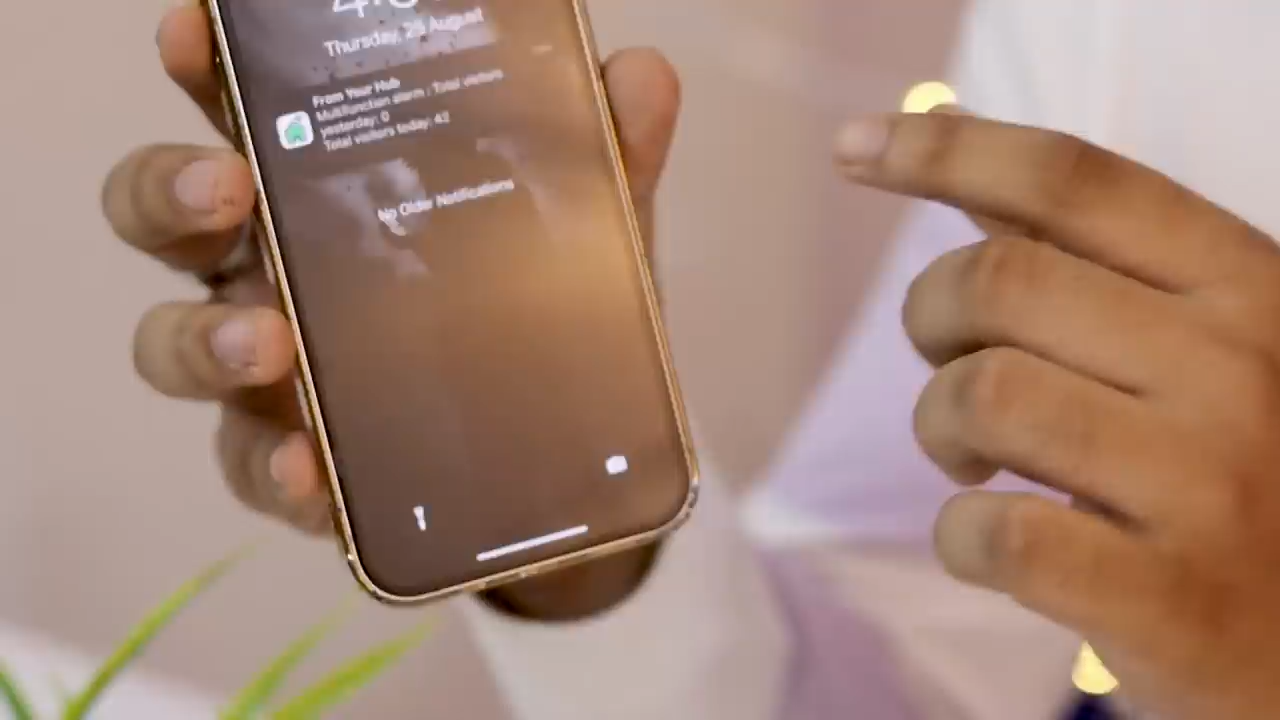 Thursday, 25 August
From Your Hub
Multifunction alarm : Total visitors
yesterday: 0
Total visitors today: 42
No Older Notifications